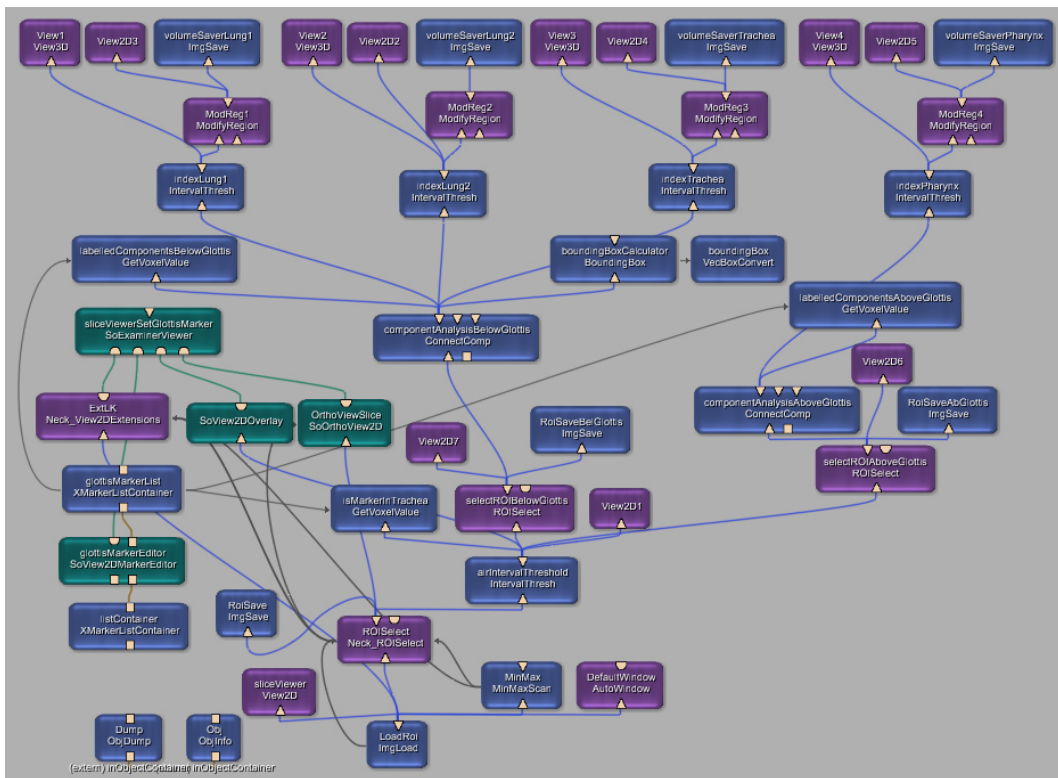 View1
View3D
View2D3
volumeSaverLung1
ImgSave
View2
View3D
View2D2
volumeSaverLung2
ImgSave
View3
View3D
View2D4
volumeSaverTrachea
ImgSave
View4
View3D
View2D5
volumeSaverPharynx
ImgSave
ModReg1
ModifyRegion
ModReg2
ModifyRegion
ModReg3
ModifyRegion
ModReg4
ModifyRegion
indexLung1
IntervalThresh
indexLung2
IntervalThresh
indexTrachea
IntervalThresh
indexPharynx
IntervalThresh
labelledComponentsBelowGlottis
GetVoxelValue
boundingBoxCalculator
BoundingBox
boundingBox
VecBoxConvert
labelledComponentsAboveGlottis
GetVoxelValue
sliceViewerSetGlottisMarker
SoExaminerViewer
componentAnalysisBelowGlottis
ConnectComp
View2D6
ExtLK
Neck_View2DExtensions
SoView2DOverlay
OrthoViewSlice
SoOrthoView2D
componentAnalysisAboveGlottis
ConnectComp
RoiSaveAbGlottis
ImgSave
View2D7
RoiSaveBelGlottis
ImgSave
selectROIAboveGlottis
ROISelect
glottisMarkerList
XMarkerListContainer
isMarkerInTrachea
GetVoxelValue
selectROIBelowGlottis
ROISelect
View2D1
glottisMarkerEditor
SoView2DMarkerEditor
airIntervalThreshold
IntervalThresh
listContainer
XMarkerListContainer
RoiSave
ImgSave
ROISelect
Neck_ROISelect
sliceViewer
View2D
MinMax
MinMaxScan
DefaultWindow
AutoWindow
Dump
ObjDump
Obj
ObjInfo
LoadRoi
ImgLoad
(extern) inObjectContainer
inObjectContainer